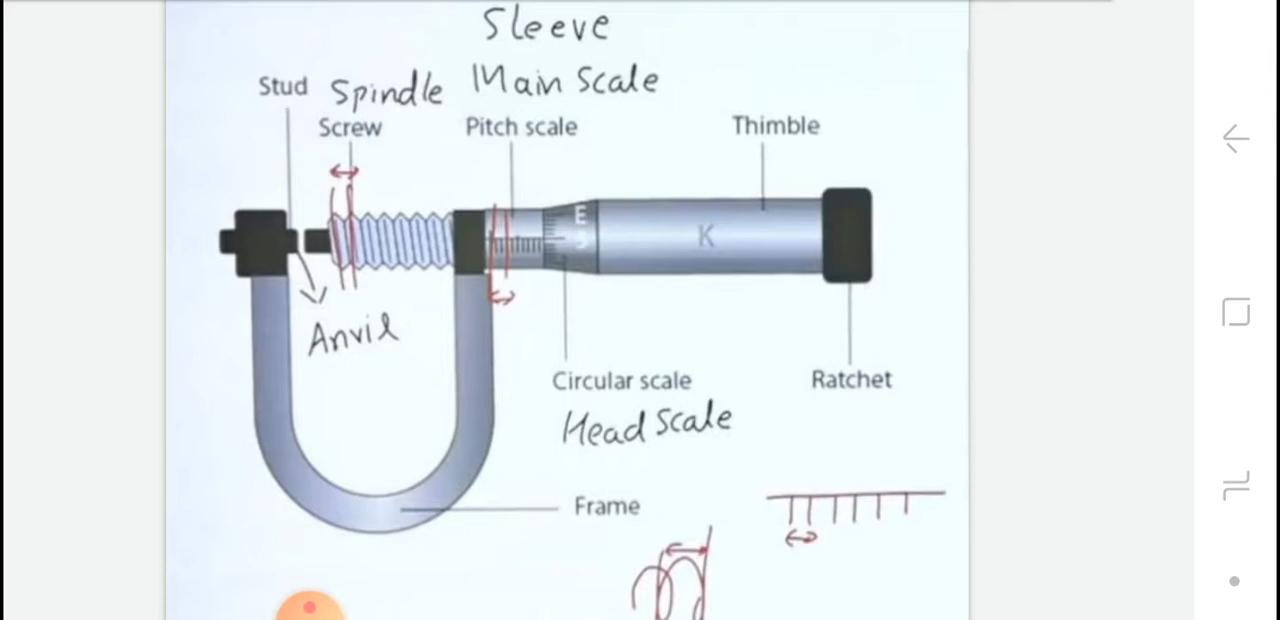 Sleeve
Stud Spindle Main Scale
Screw Pitch scale Thimble
E
K
Anvil
Circular scale Ratchet
Head Scale
Frame